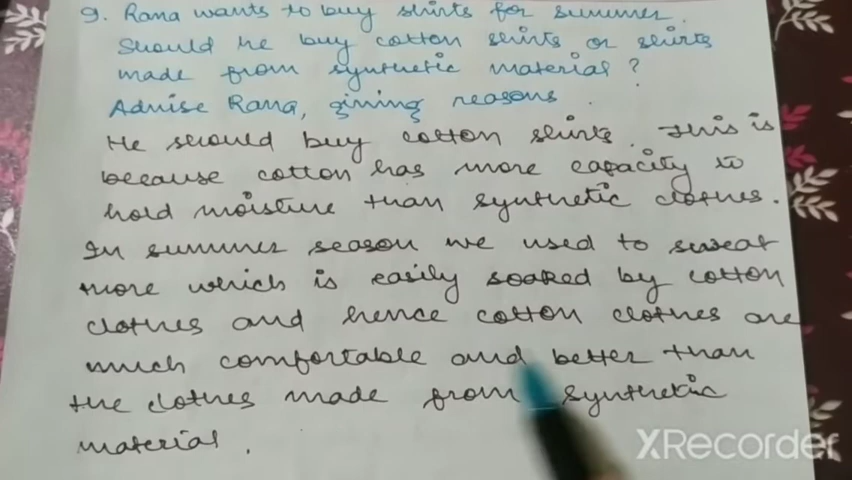 9. Rana wants to buy shirts for summer.
Should he buy cotton shirts or shirts
made from synthetic material?
Advise Rana, giving reasons.
He should buy cotton shirts. This is
because cotton has more capacity to
hold moisture than synthetic clothes.
In summer season we used to sweat
more which is easily soaked by cotton
clothes and hence cotton clothes are
much comfortable and better than
the clothes made from synthetic
material.
XRecorder